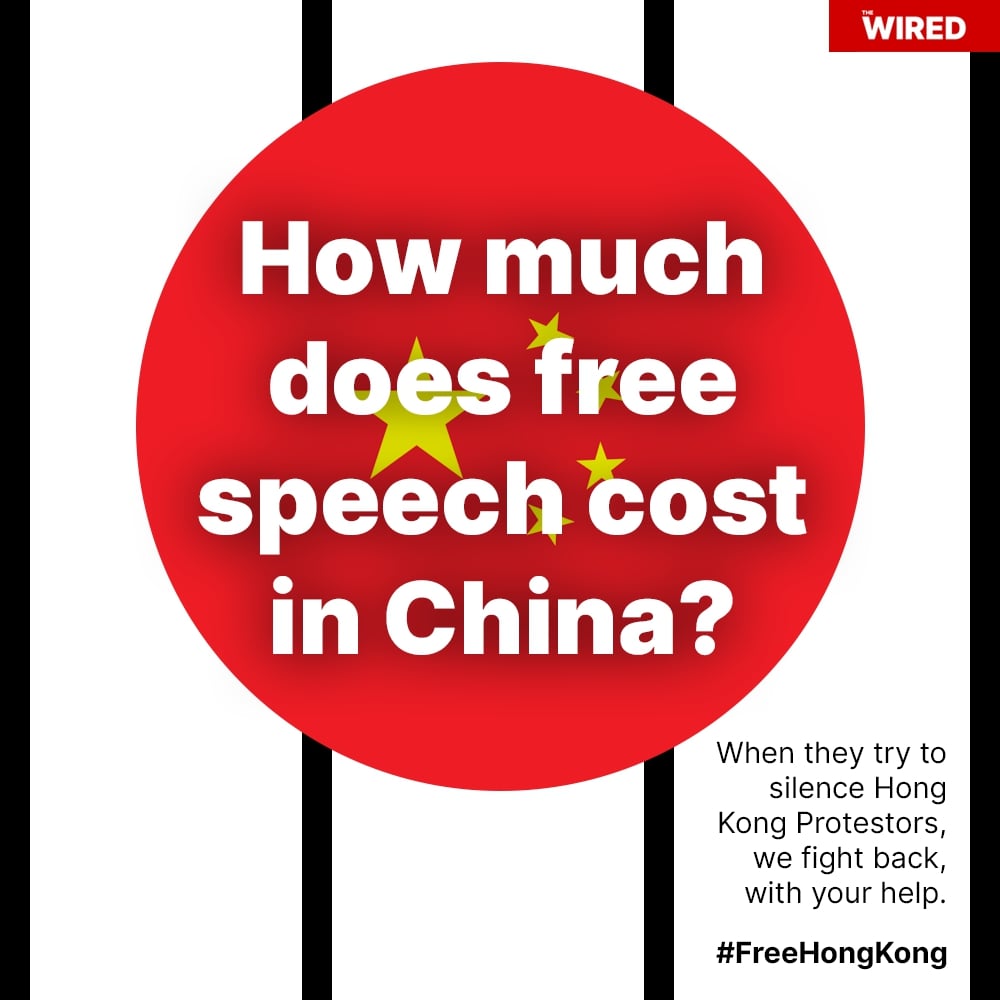 THE
WIRED
How much
does free
speech cost
in China?
When they try to
silence Hong
Kong Protestors,
we fight back,
with your help.
#FreeHongKong